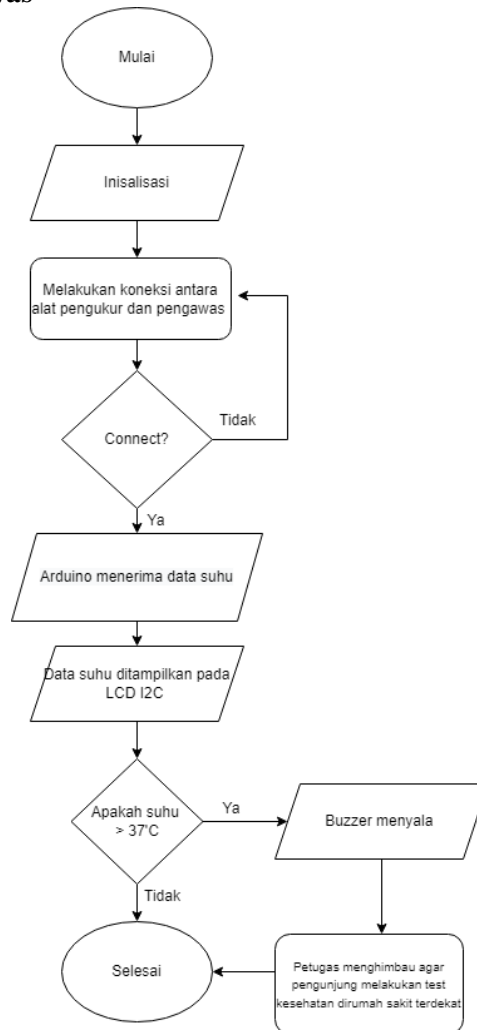 Mulai
Inisalisasi
Melakukan koneksi antara
alat pengukur dan pengawas
Connect?
Tidak
Ya
Arduino menerima data suhu
Data suhu ditampilkan pada
LCD I2C
Apakah suhu
> 37'C
Ya
Buzzer menyala
Tidak
Selesai
Petugas menghimbau agar
pengunjung melakukan test
kesehatan dirumah sakit terdekat